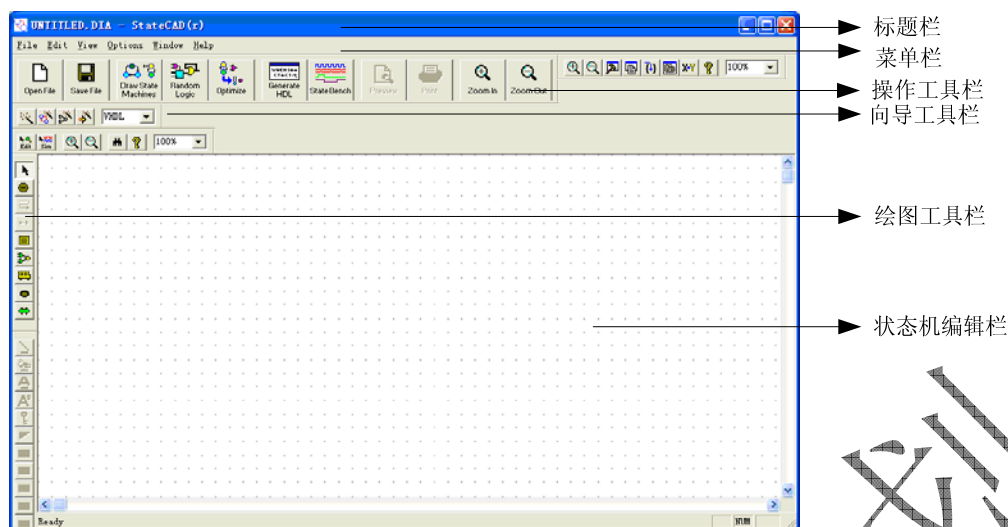 UNTITLED.DIA - StateCAD(r)
标题栏
File Edit View Options Window Help
菜单栏
Open File Save File Draw State Machines Random Logic Optimize Generate HDL StateBench Preview Print Zoom In Zoom Out 100%
操作工具栏
VHDL
向导工具栏
100%
绘图工具栏
状态机编辑栏
Ready NUM